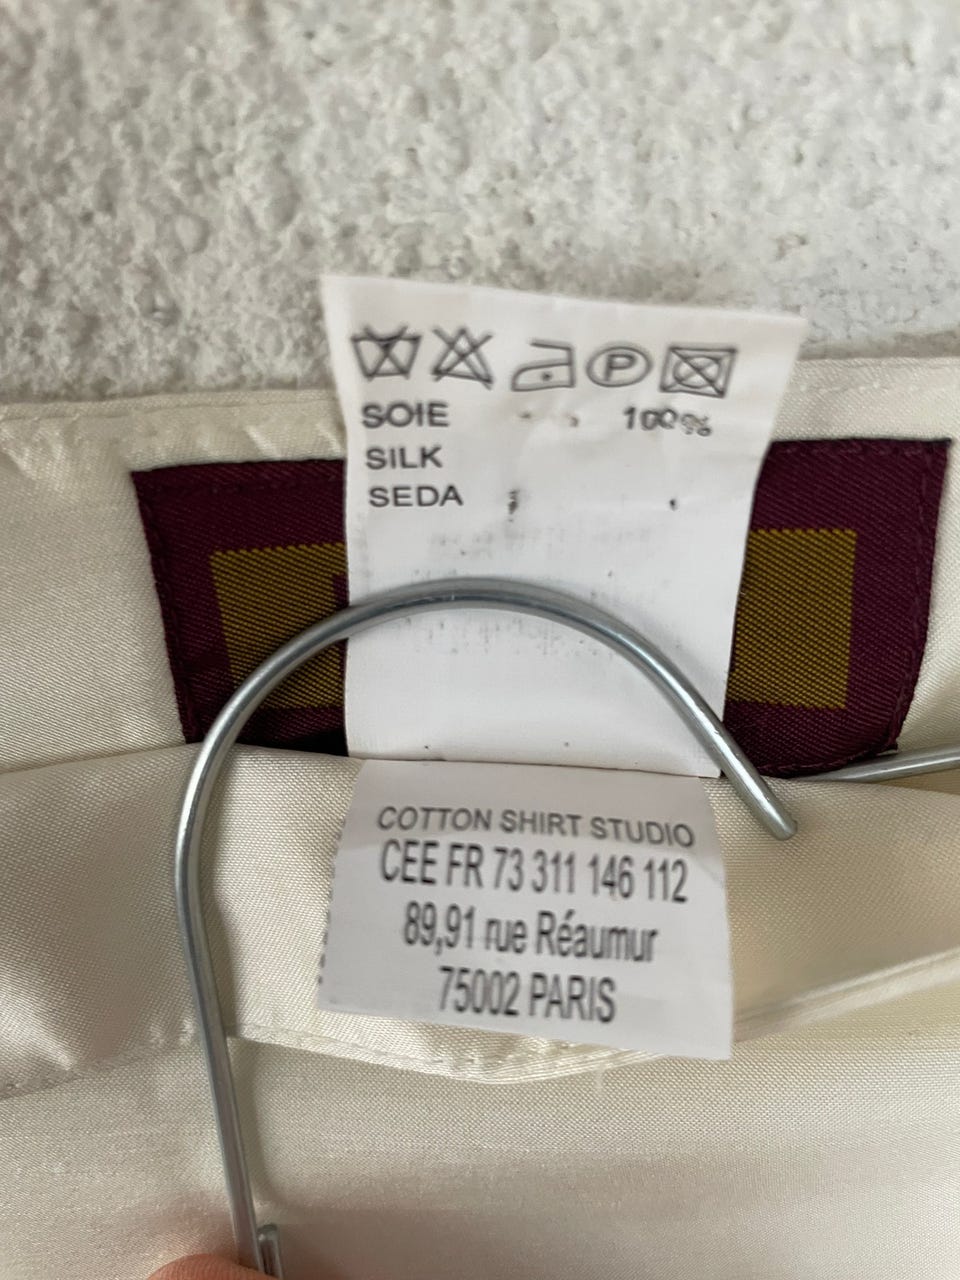 P
SOIE 100%
SILK
SEDA
COTTON SHIRT STUDIO
CEE FR 73 311 146 112
89,91 rue Réaumur
75002 PARIS